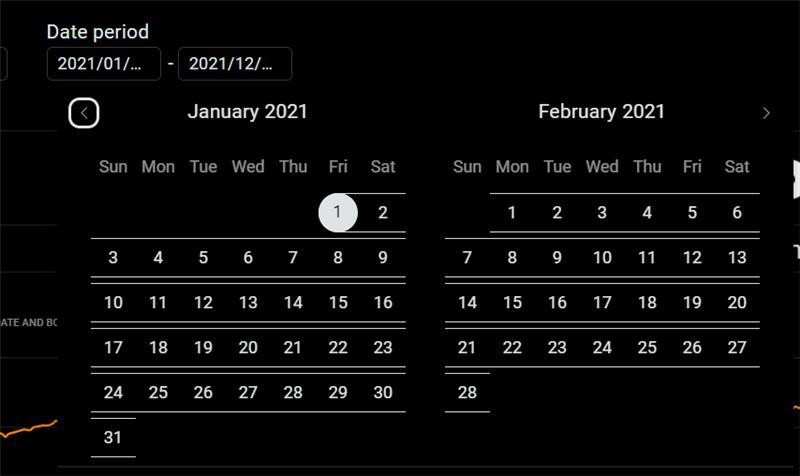 Date period
2021/01/... - 2021/12/...
January 2021
Sun Mon Tue Wed Thu Fri Sat
1 2
3 4 5 6 7 8 9
10 11 12 13 14 15 16
17 18 19 20 21 22 23
24 25 26 27 28 29 30
31
February 2021
Sun Mon Tue Wed Thu Fri Sat
1 2 3 4 5 6
7 8 9 10 11 12 13
14 15 16 17 18 19 20
21 22 23 24 25 26 27
28
ATE AND BO